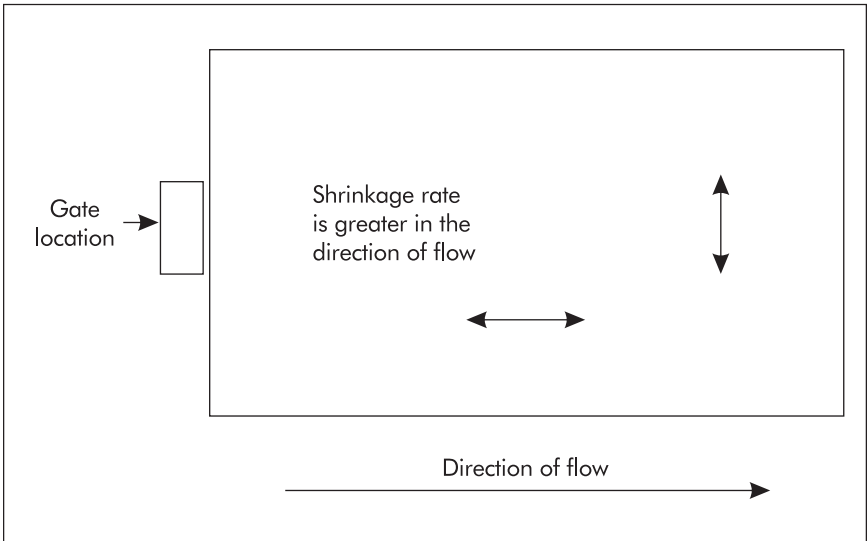 Gate
location
Shrinkage rate
is greater in the
direction of flow
Direction of flow